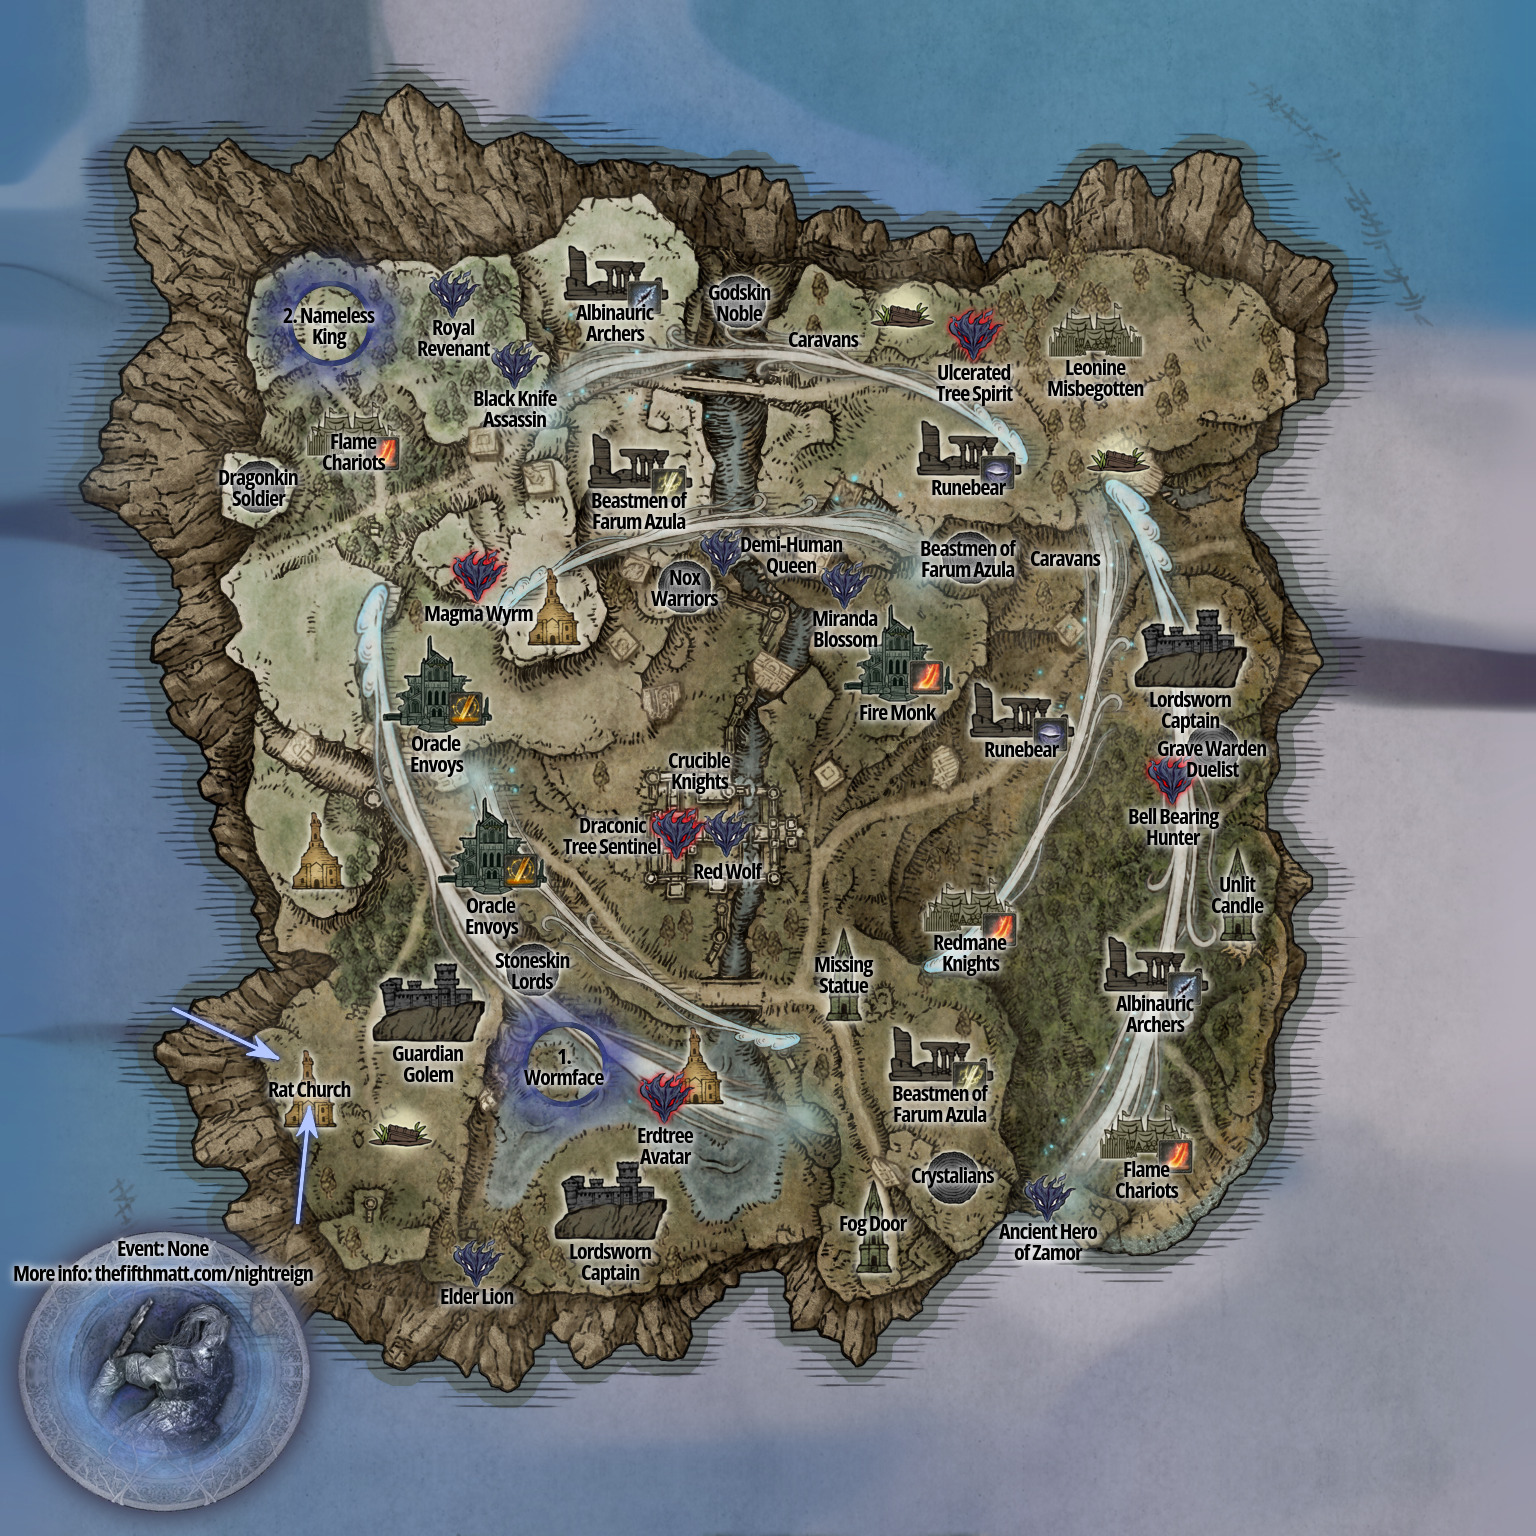 2. Nameless
King
Royal
Revenant
Albinauric
Archers
Godskin
Noble
Caravans
Ulcerated
Tree Spirit
Leonine
Misbegotten
Black Knife
Assassin
Flame
Chariots
Dragonkin
Soldier
Beastmen of
Farum Azula
Runebear
Demi-Human
Queen
Beastmen of
Farum Azula
Caravans
Nox
Warriors
Magma Wyrm
Miranda
Blossom
Lordsworn
Captain
Fire Monk
Oracle
Envoys
Runebear
Grave Warden
Duelist
Crucible
Knights
Draconic
Tree Sentinel
Red Wolf
Bell Bearing
Hunter
Unlit
Candle
Oracle
Envoys
Redmane
Knights
Stoneskin
Lords
Missing
Statue
Albinauric
Archers
Guardian
Golem
1.
Wormface
Rat Church
Beastmen of
Farum Azula
Erdtree
Avatar
Crystalians
Flame
Chariots
Fog Door
Ancient Hero
of Zamor
Lordsworn
Captain
Elder Lion
Event: None
More info: thefifthmatt.com/nightreign